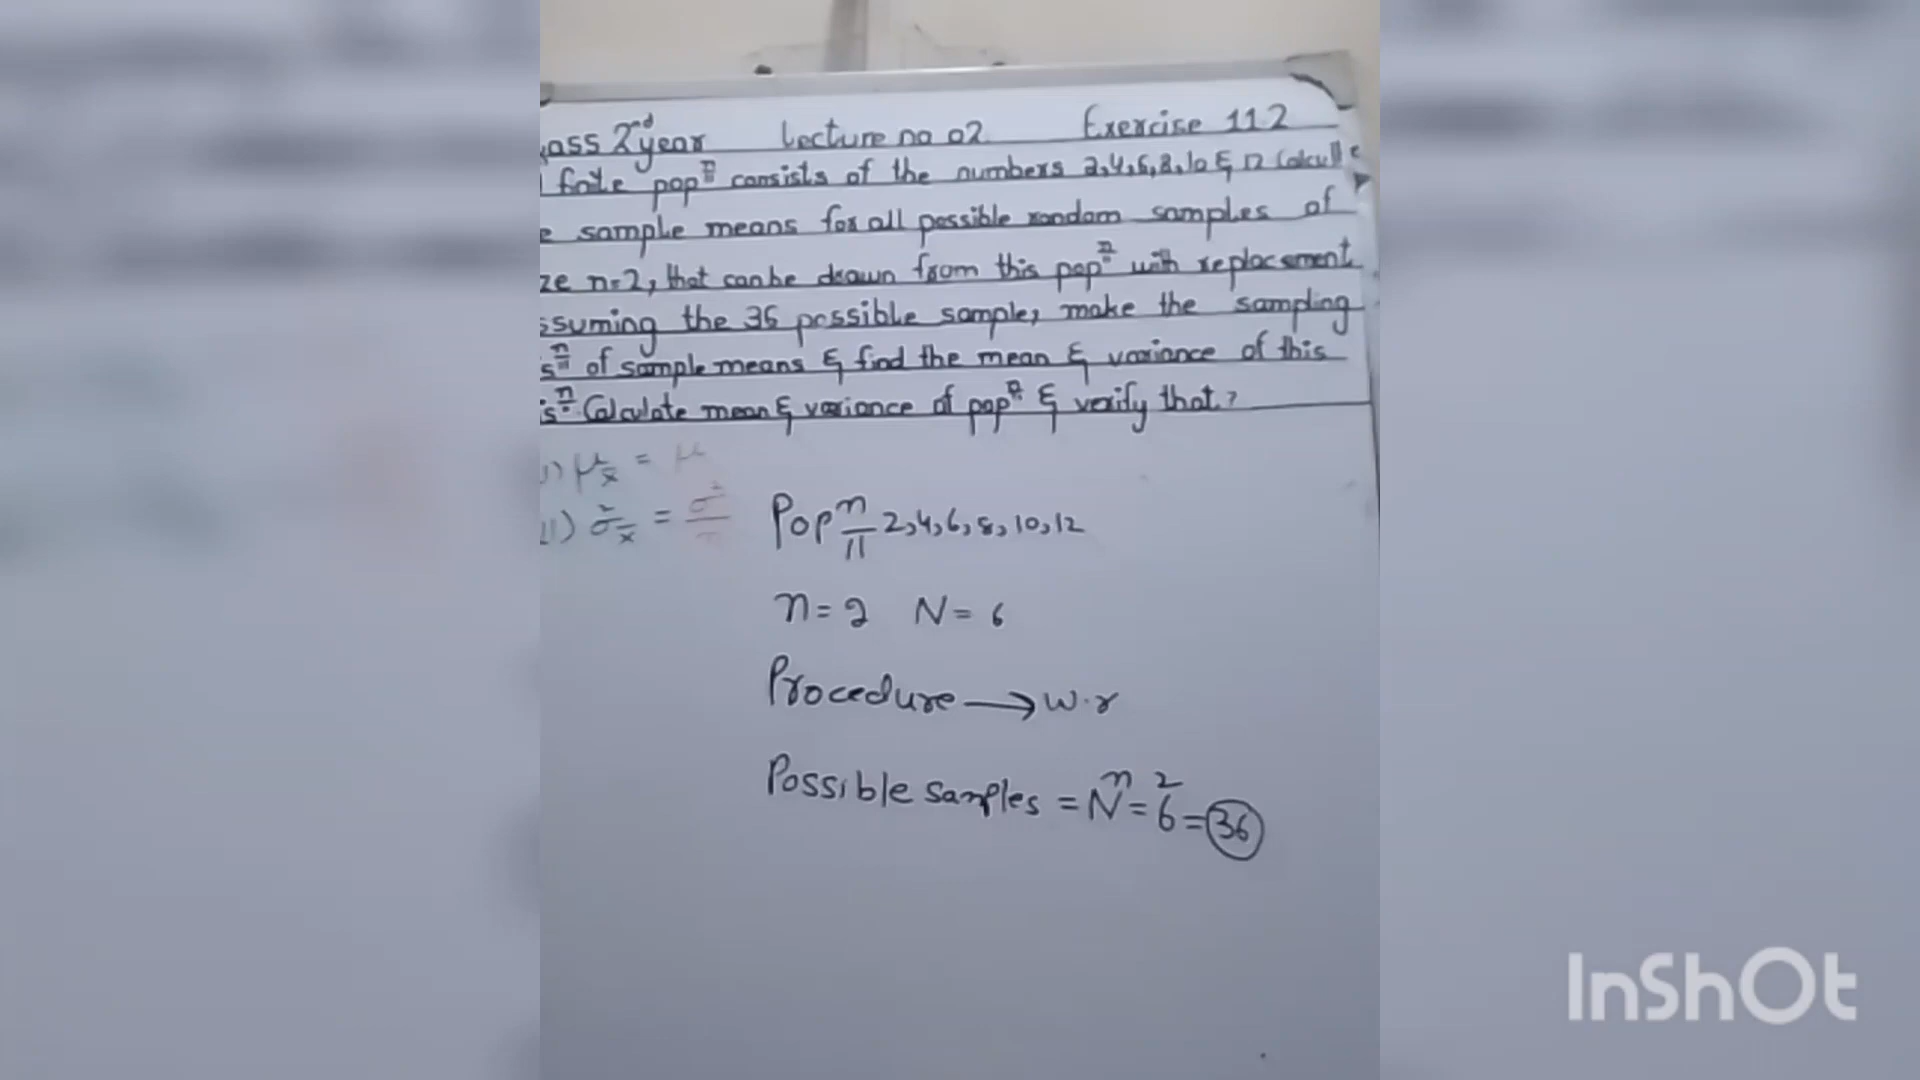 ass 2nd year Lecture no 02 Exercise 11.2
finite popⁿ consists of the numbers 2,4,6,8,10 & 12
e sample means for all possible random samples of
ze n=2, that can be drawn from this popⁿ with replacement
ssuming the 36 possible samples, make the sampling
sⁿ of sample means & find the mean & variance of this
isⁿ. Calculate mean & variance of popⁿ & verify that?
i) μx̄ = μ
ii) σ²x̄ = σ²
Popⁿ 2,4,6,8,10,12
n=2 N=6
Procedure → w.r
Possible samples = Nⁿ = 6² = 36
InShOt